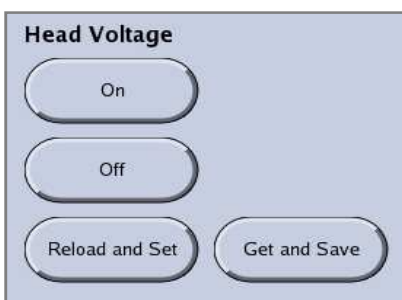 Head Voltage
On
Off
Reload and Set
Get and Save